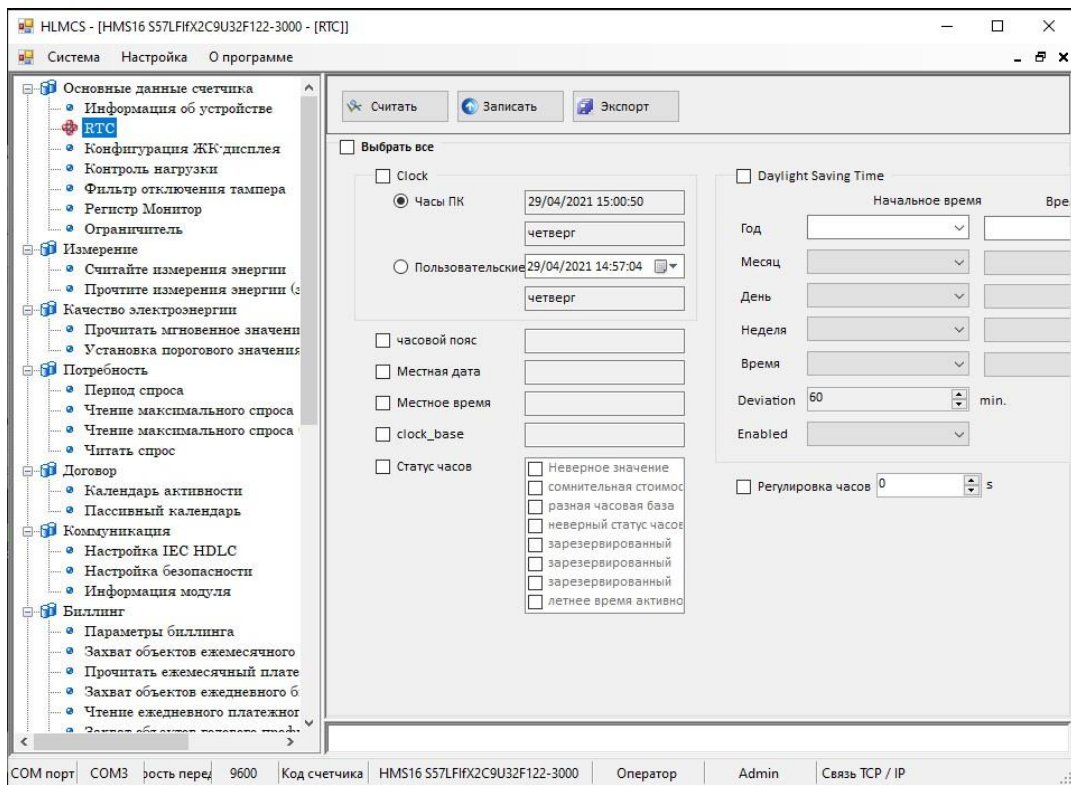 HLMCS - [HMS16 S57LFIfX2C9U32F122-3000 - [RTC]]
Система Настройка О программе
Основные данные счетчика
Информация об устройстве
RTC
Конфигурация ЖК-дисплея
Контроль нагрузки
Фильтр отключения тампера
Регистр Монитор
Ограничитель
Измерение
Считайте измерения энергии
Прочтите измерения энергии (з
Качество электроэнергии
Прочитать мгновенное значени
Установка порогового значения
Потребность
Период спроса
Чтение максимального спроса
Чтение максимального спроса
Читать спрос
Договор
Календарь активности
Пассивный календарь
Коммуникация
Настройка IEC HDLC
Настройка безопасности
Информация модуля
Биллинг
Параметры биллинга
Захват объектов ежемесячного
Прочитать ежемесячный плате
Захват объектов ежедневного б
Чтение ежедневного платежног
Считать Записать Экспорт
Выбрать все
Clock
Часы ПК 29/04/2021 15:00:50
четверг
Пользовательские 29/04/2021 14:57:04
четверг
часовой пояс
Местная дата
Местное время
clock_base
Статус часов
Неверное значение
сомнительная стоимос
разная часовая база
неверный статус часов
зарезервированный
зарезервированный
зарезервированный
летнее время активно
Daylight Saving Time
Начальное время Вре
Год
Месяц
День
Неделя
Время
Deviation 60 min.
Enabled
Регулировка часов 0 s
COM порт COM3 рость перед 9600 Код счетчика HMS16 S57LFIfX2C9U32F122-3000 Оператор Admin Связь TCP / IP